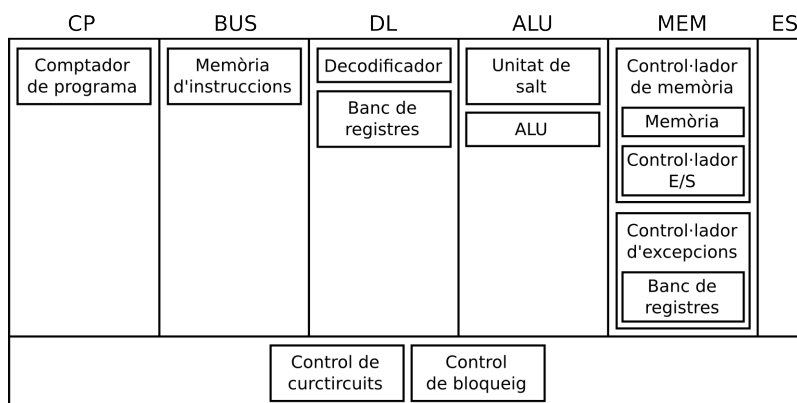 CP BUS DL ALU MEM ES
Comptador
de programa
Memòria
d'instruccions
Decodificador
Banc de
registres
Unitat de
salt
ALU
Control·lador
de memòria
Memòria
Control·lador
E/S
Control·lador
d'excepcions
Banc de
registres
Control de
curctircuits
Control
de bloqueig